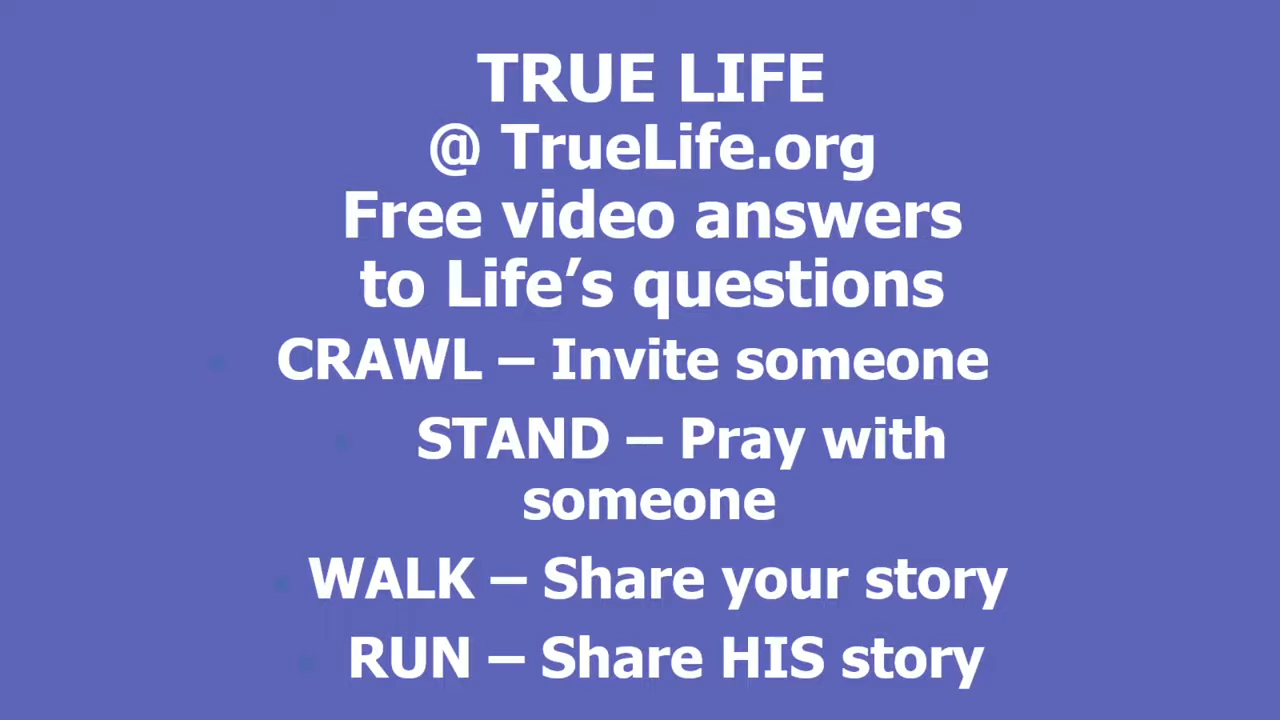 TRUE LIFE
@ TrueLife.org
Free video answers
to Life’s questions
CRAWL – Invite someone
STAND – Pray with
someone
WALK – Share your story
RUN – Share HIS story